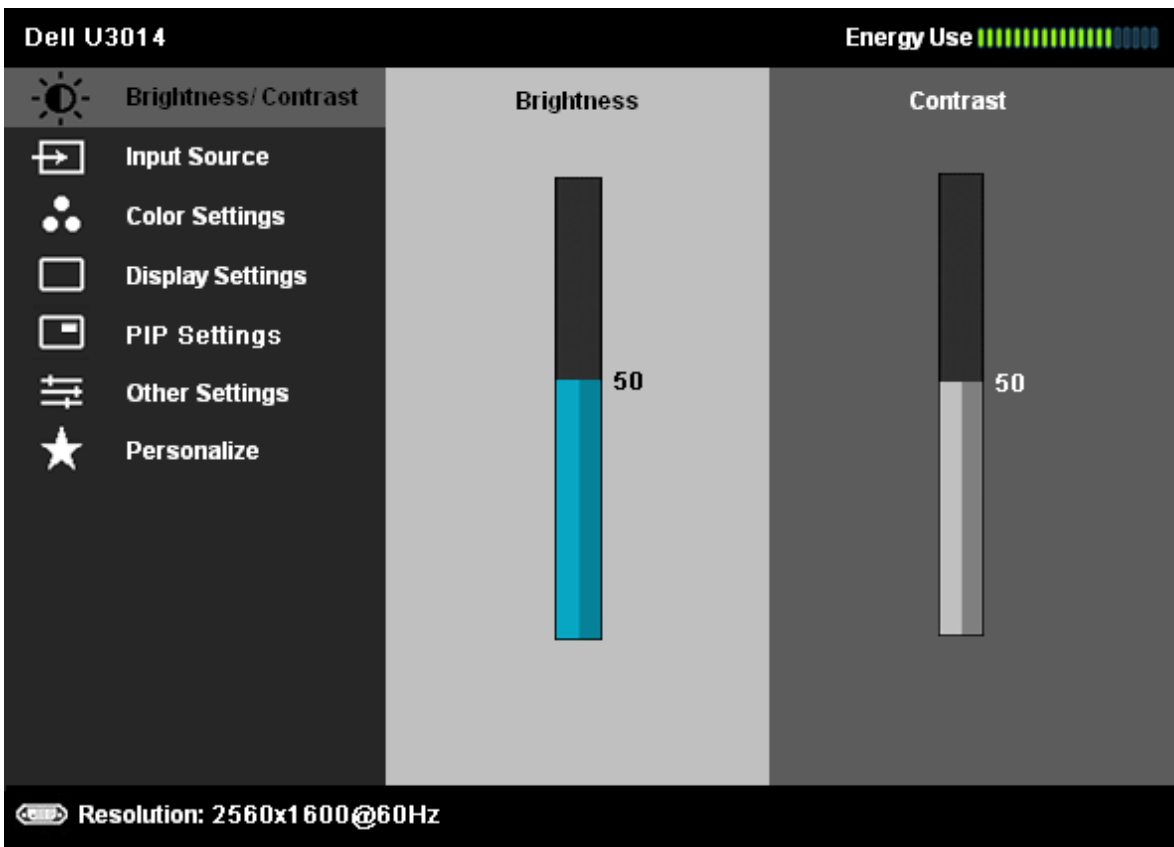 Dell U3014
Energy Use
Brightness/Contrast
Input Source
Color Settings
Display Settings
PIP Settings
Other Settings
Personalize
Brightness
50
Contrast
50
Resolution: 2560x1600@60Hz